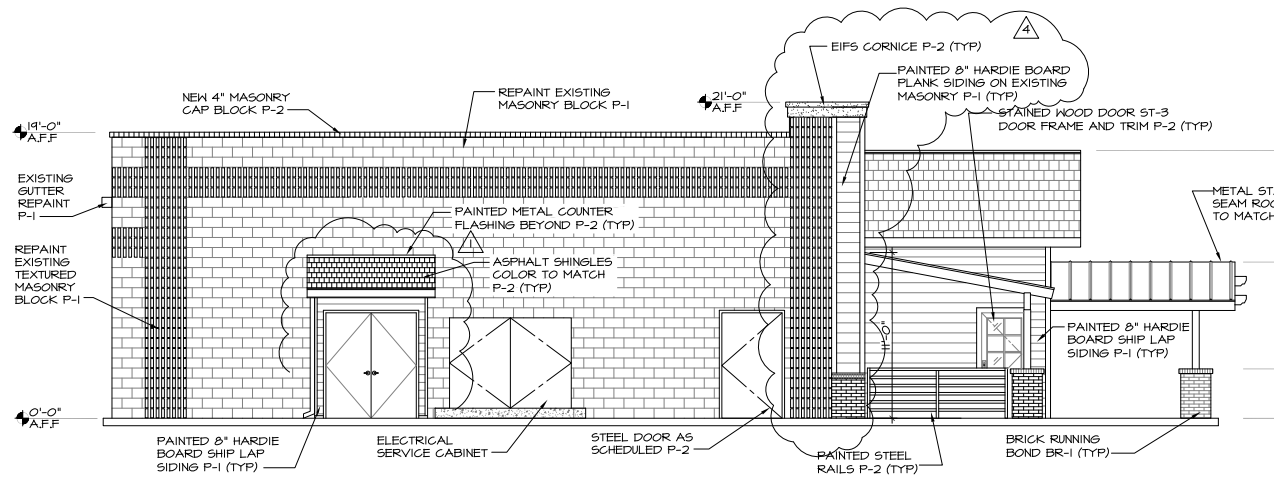 4
EIFS CORNICE P-2 (TYP)
PAINTED 8" HARDIE BOARD
PLANK SIDING ON EXISTING
MASONRY P-1 (TYP)
NEW 4" MASONRY
CAP BLOCK P-2
REPAINT EXISTING
MASONRY BLOCK P-1
21'-0"
A.F.F
STAINED WOOD DOOR ST-3
DOOR FRAME AND TRIM P-2 (TYP)
19'-0"
A.F.F
EXISTING
GUTTER
REPAINT
P-1
METAL ST
SEAM ROO
TO MATCH
PAINTED METAL COUNTER
FLASHING BEYOND P-2 (TYP)
1
REPAINT
EXISTING
TEXTURED
MASONRY
BLOCK P-1
ASPHALT SHINGLES
COLOR TO MATCH
P-2 (TYP)
11'-0"
PAINTED 8" HARDIE
BOARD SHIP LAP
SIDING P-1 (TYP)
0'-0"
A.F.F
PAINTED 8" HARDIE
BOARD SHIP LAP
SIDING P-1 (TYP)
ELECTRICAL
SERVICE CABINET
STEEL DOOR AS
SCHEDULED P-2
PAINTED STEEL
RAILS P-2 (TYP)
BRICK RUNNING
BOND BR-1 (TYP)